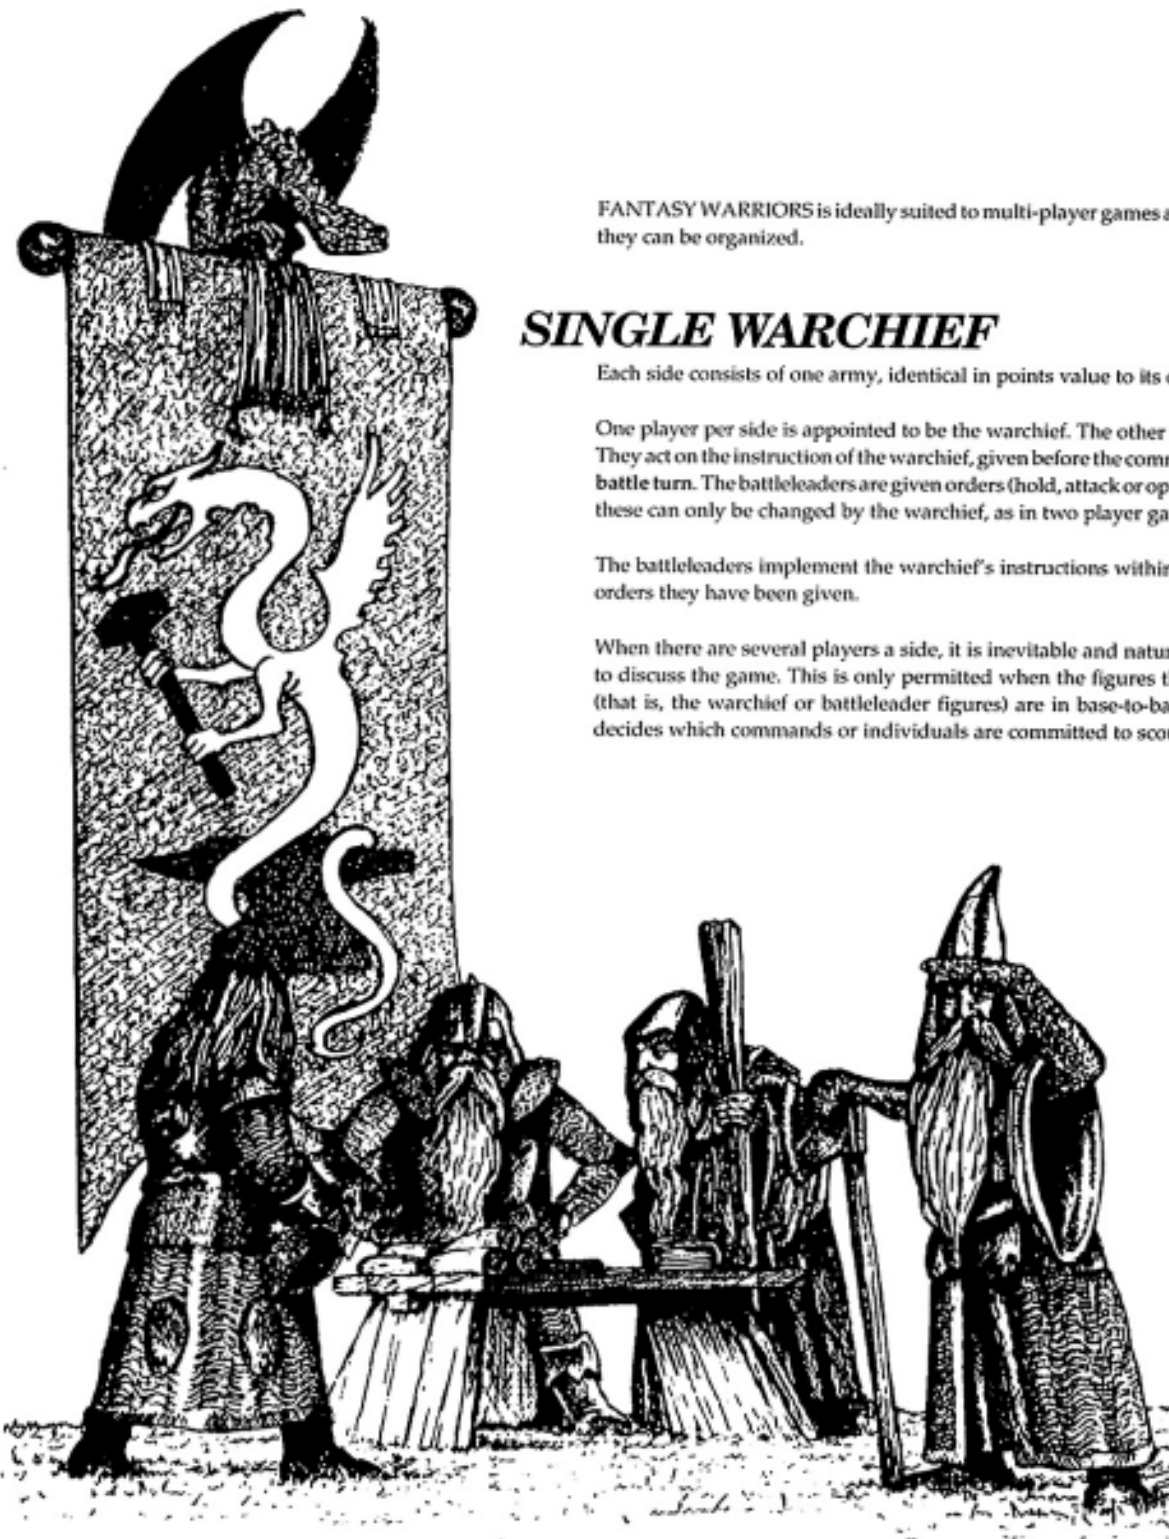 FANTASY WARRIORS is ideally suited to multi-player games a
they can be organized.
SINGLE WARCHIEF
Each side consists of one army, identical in points value to its
One player per side is appointed to be the warchief. The other
They act on the instruction of the warchief, given before the com
battle turn. The battleleaders are given orders (hold, attack or op
these can only be changed by the warchief, as in two player ga
The battleleaders implement the warchief's instructions within
orders they have been given.
When there are several players a side, it is inevitable and natu
to discuss the game. This is only permitted when the figures t
(that is, the warchief or battleleader figures) are in base-to-ba
decides which commands or individuals are committed to scou